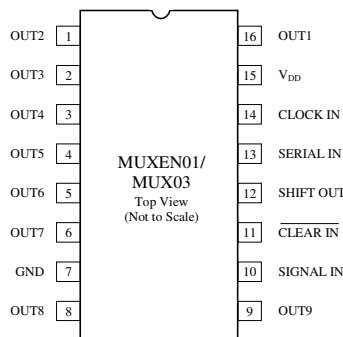 OUT2 1 16 OUT1
OUT3 2 15 VDD
OUT4 3 14 CLOCK IN
OUT5 4 13 SERIAL IN
OUT6 5 12 SHIFT OUT
OUT7 6 11 CLEAR IN
GND 7 10 SIGNAL IN
OUT8 8 9 OUT9
MUXEN01/
MUX03
Top View
(Not to Scale)